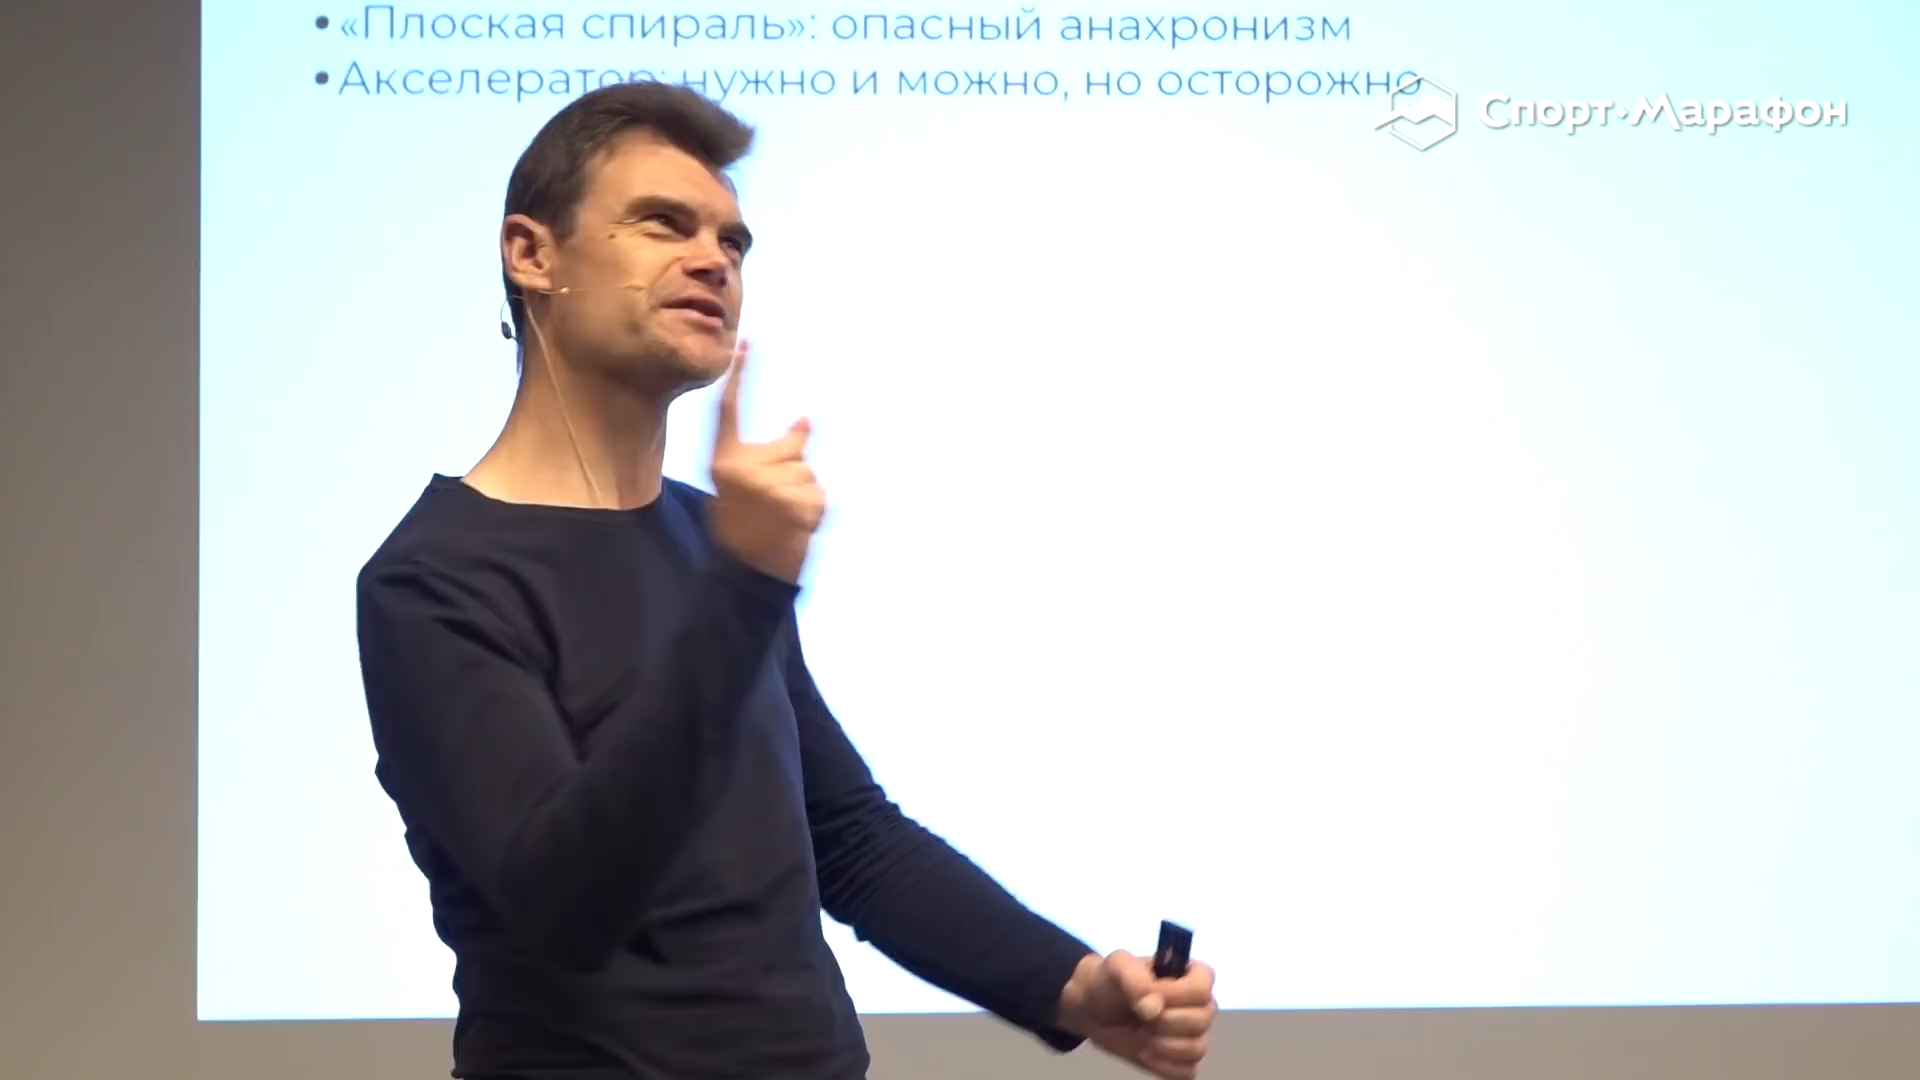 •«Плоская спираль»: опасный анахронизм
•Акселератор: нужно и можно, но осторожно
Спорт·Марафон